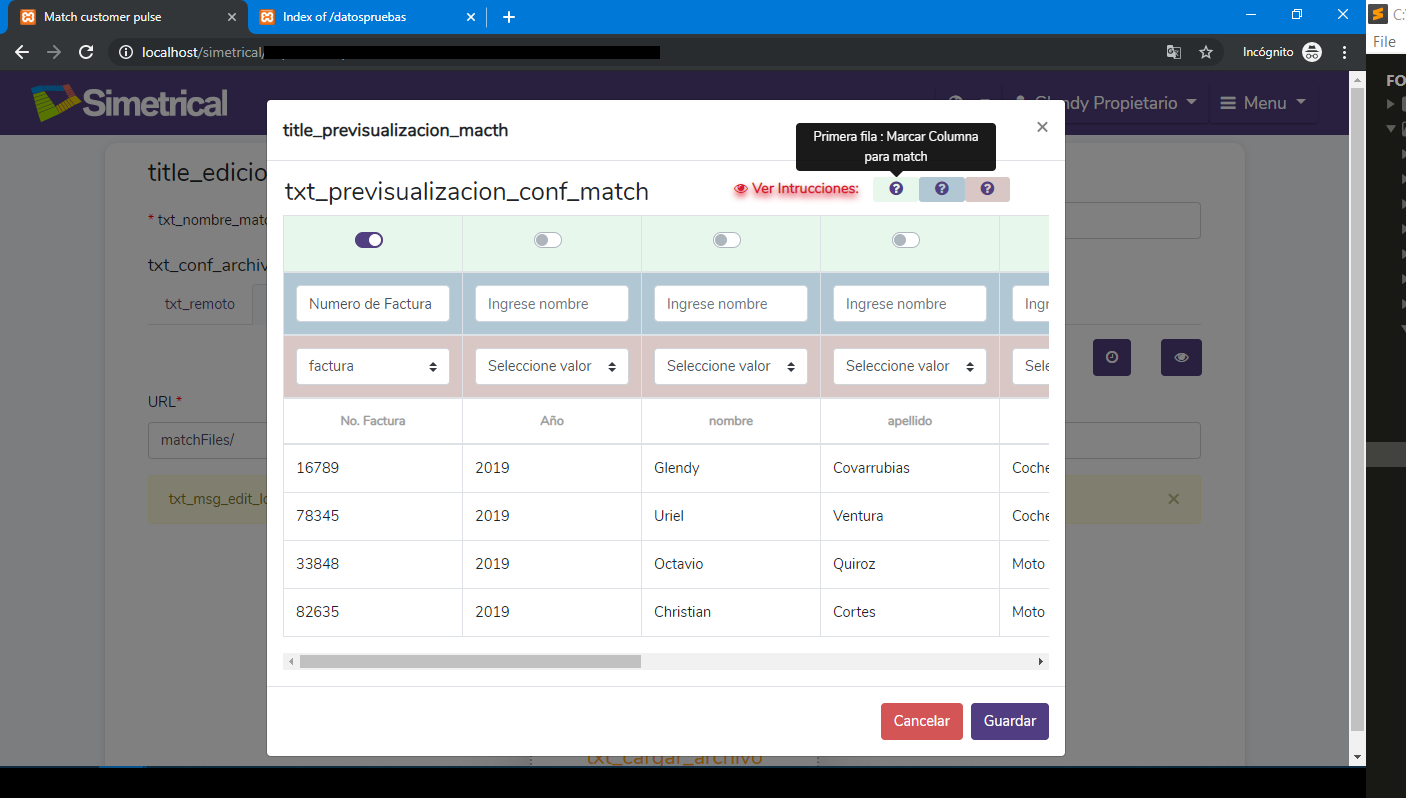 Match customer pulse
Index of /datospruebas
localhost/simetrical/
Incógnito
File
FO
Simetrical
Propietario
Menu
title_previsualizacion_macth
Primera fila : Marcar Columna
para match
title_edicio
txt_previsualizacion_conf_match
Ver Intrucciones:
* txt_nombre_mat
txt_conf_archiv
txt_remoto
Numero de Factura
Ingrese nombre
Ingrese nombre
Ingrese nombre
Ingr
factura
Seleccione valor
Seleccione valor
Seleccione valor
Sele
URL*
No. Factura
Año
nombre
apellido
matchFiles/
16789
2019
Glendy
Covarrubias
Coche
txt_msg_edit_lo
78345
2019
Uriel
Ventura
Coche
33848
2019
Octavio
Quiroz
Moto
82635
2019
Christian
Cortes
Moto
Cancelar
Guardar
txt_cargar_archivo